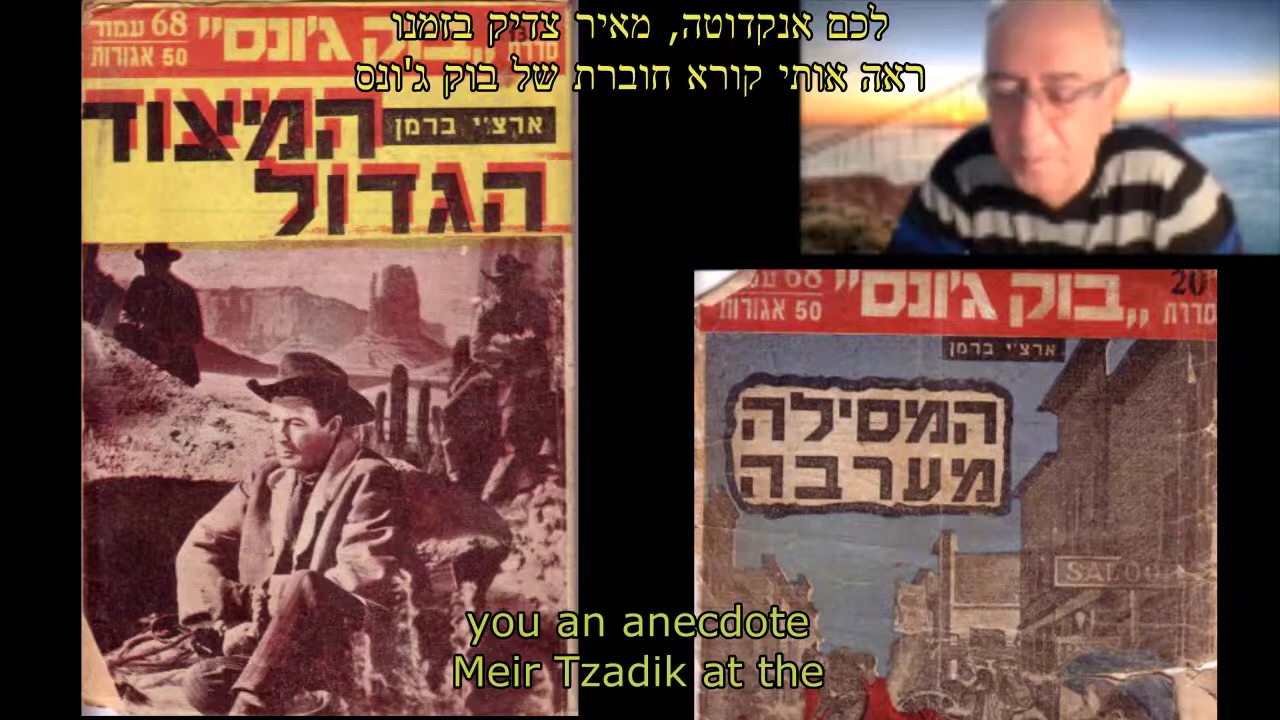 לכם אנקדוטה, מאיר צדיק בזמנו
ראה אותי קורא חוברת של בוק ג'ונס
סדרת „בוק ג'ונס”
68 עמוד
50 אגורות
ארצ'י ברמן
המצוד
הגדול
20
סדרת „בוק ג'ונס”
68 עמוד
50 אגורות
ארצ'י ברמן
המסילה
מערבה
you an anecdote
Meir Tzadik at the